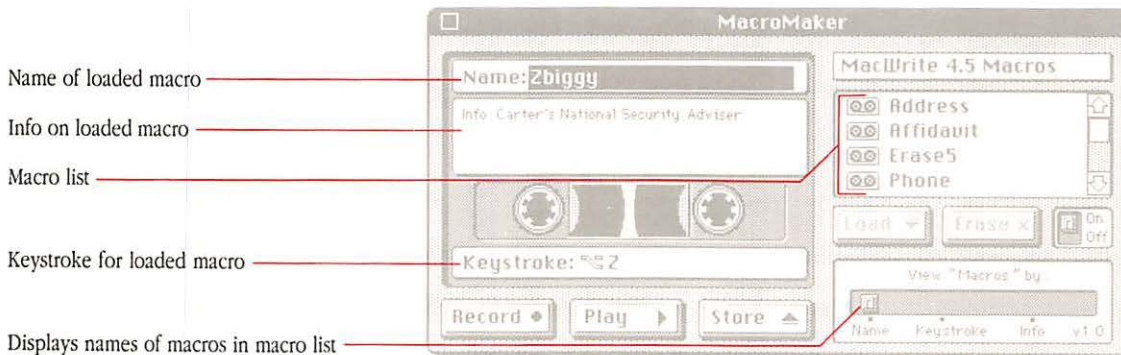 MacroMaker
Name of loaded macro
Name: Zbiggy
Info on loaded macro
Info: Carter's National Security Adviser
Macro list
Keystroke for loaded macro
Keystroke: ⌥Z
Record
Play
Store
Displays names of macros in macro list
MacWrite 4.5 Macros
Address
Affidavit
Erase5
Phone
Load
Erase x
On
Off
View "Macros" by
Name Keystroke Info v1.0